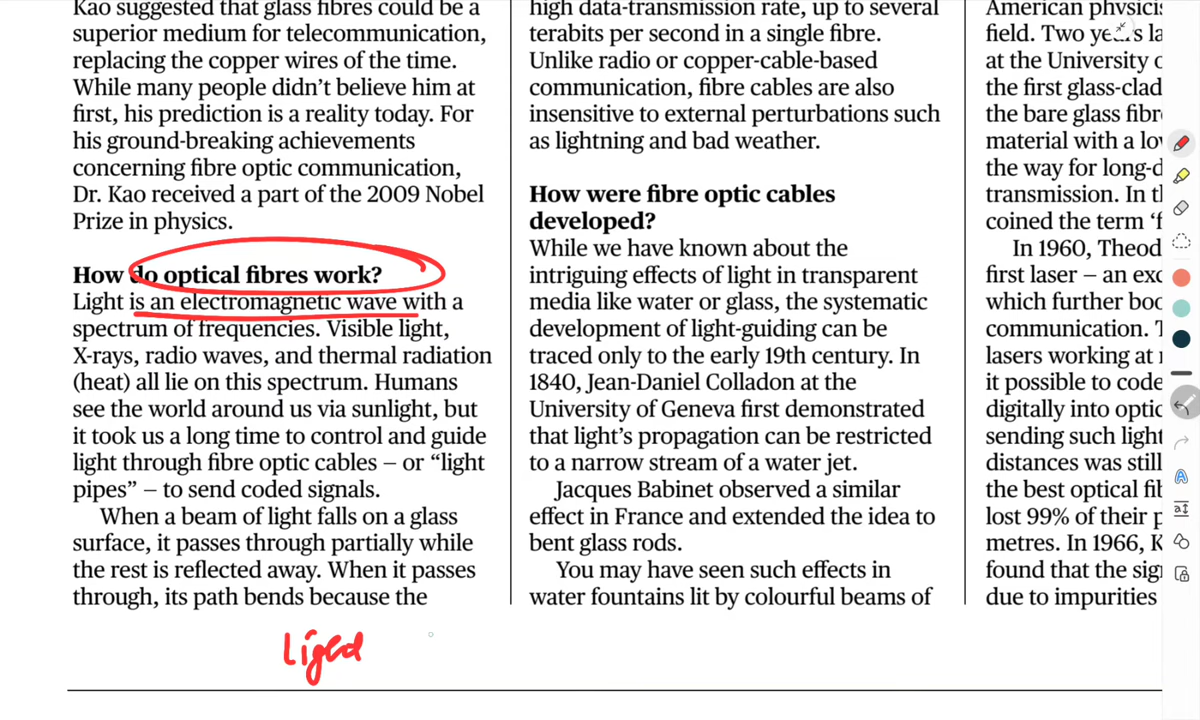 Kao suggested that glass fibres could be a
superior medium for telecommunication,
replacing the copper wires of the time.
While many people didn't believe him at
first, his prediction is a reality today. For
his ground-breaking achievements
concerning fibre optic communication,
Dr. Kao received a part of the 2009 Nobel
Prize in physics.
How do optical fibres work?
Light is an electromagnetic wave with a
spectrum of frequencies. Visible light,
X-rays, radio waves, and thermal radiation
(heat) all lie on this spectrum. Humans
see the world around us via sunlight, but
it took us a long time to control and guide
light through fibre optic cables – or “light
pipes” – to send coded signals.
When a beam of light falls on a glass
surface, it passes through partially while
the rest is reflected away. When it passes
through, its path bends because the
high data-transmission rate, up to several
terabits per second in a single fibre.
Unlike radio or copper-cable-based
communication, fibre cables are also
insensitive to external perturbations such
as lightning and bad weather.
How were fibre optic cables
developed?
While we have known about the
intriguing effects of light in transparent
media like water or glass, the systematic
development of light-guiding can be
traced only to the early 19th century. In
1840, Jean-Daniel Colladon at the
University of Geneva first demonstrated
that light's propagation can be restricted
to a narrow stream of a water jet.
Jacques Babinet observed a similar
effect in France and extended the idea to
bent glass rods.
You may have seen such effects in
water fountains lit by colourful beams of
American physicis
field. Two la
at the University o
the first glass-clad
the bare glass fibr
material with a lo
the way for long-d
transmission. In t
coined the term ‘f
In 1960, Theod
first laser – an exc
which further boo
communication. T
lasers working at
it possible to code
digitally into optic
sending such light
distances was still
the best optical fib
lost 99% of their p
metres. In 1966, K
found that the sig
due to impurities